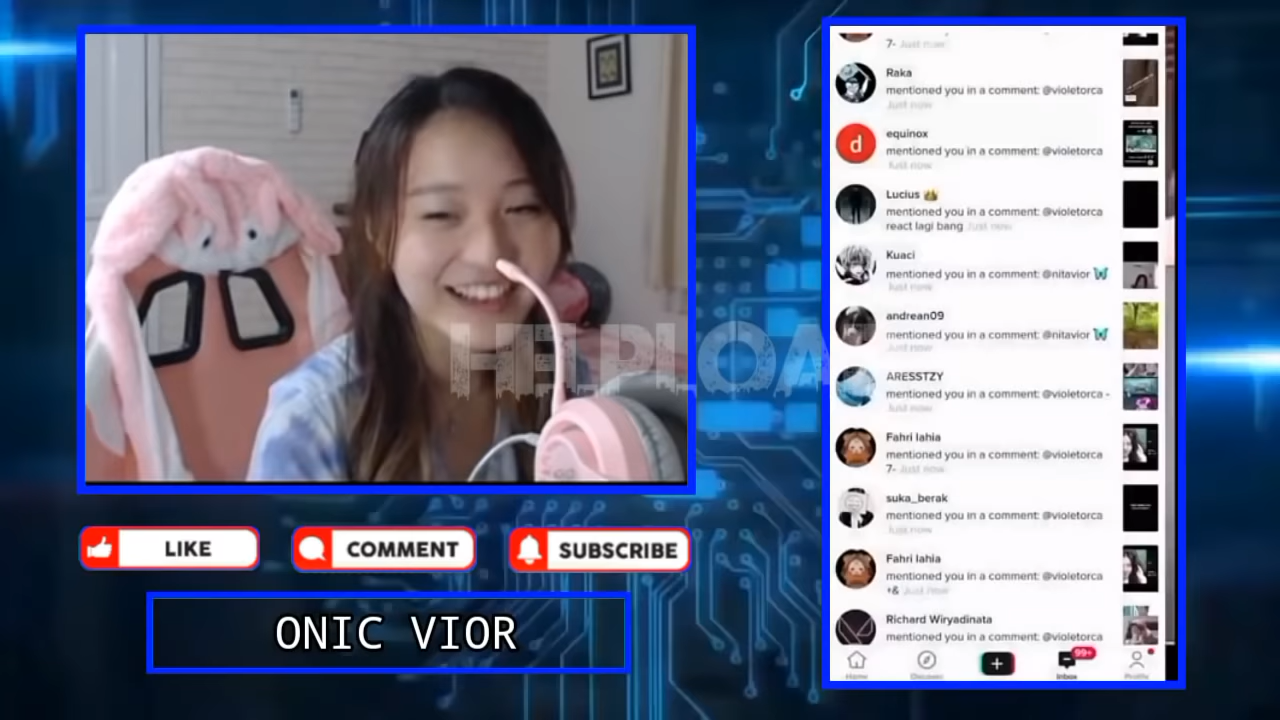 HELPLOA
LIKE
COMMENT
SUBSCRIBE
ONIC VIOR
7- Just now
Raka
mentioned you in a comment: @violetorca
Just now
equinox
mentioned you in a comment: @violetorca
Just now
Lucius 👑
mentioned you in a comment: @violetorca
react lagi bang Just now
Kuaci
mentioned you in a comment: @nitavior 🦋
Just now
andrean09
mentioned you in a comment: @nitavior 🦋
Just now
ARESSTZY
mentioned you in a comment: @violetorca -
Just now
Fahri lahia
mentioned you in a comment: @violetorca
7- Just now
suka_berak
mentioned you in a comment: @violetorca
Just now
Fahri lahia
mentioned you in a comment: @violetorca
+& Just now
Richard Wiryadinata
mentioned you in a comment: @violetorca
99+
Home
Discover
Inbox
Profile